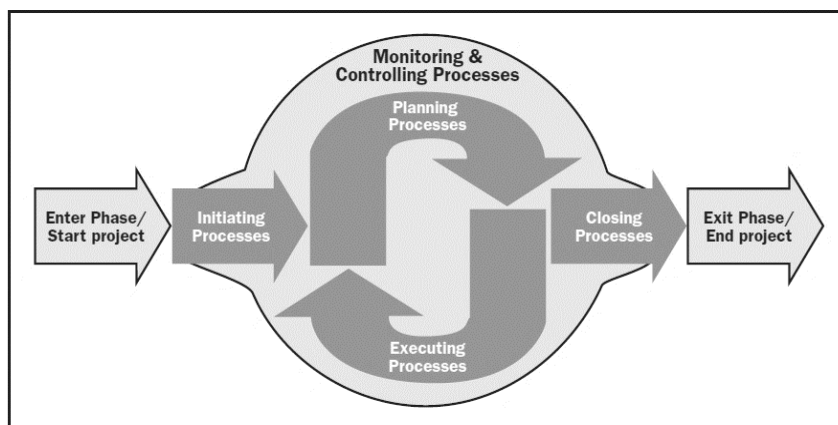 Monitoring &
Controlling Processes
Planning
Processes
Enter Phase/
Start project
Initiating
Processes
Closing
Processes
Exit Phase/
End project
Executing
Processes